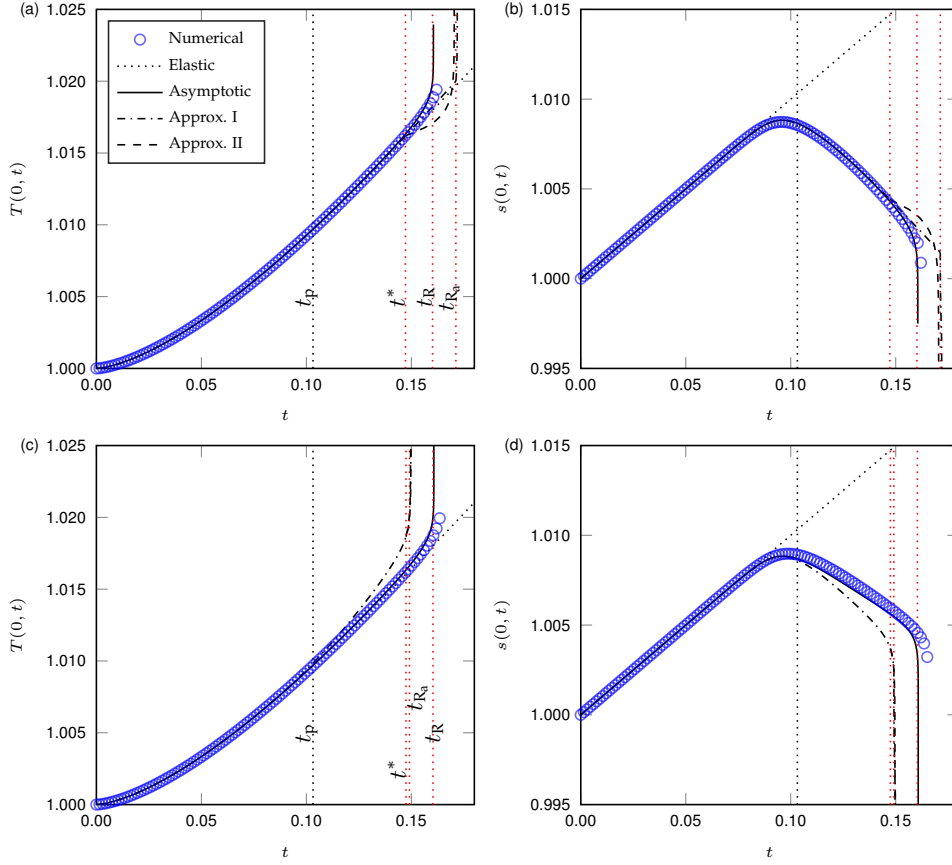 (a)
1.025
1.020
1.015
1.010
1.005
1.000
T(0, t)
Numerical
Elastic
Asymptotic
Approx. I
Approx. II
t_p
t*
t_R
t_{R_a}
0.00
0.05
0.10
0.15
t
(b)
1.015
1.010
1.005
1.000
0.995
s(0, t)
0.00
0.05
0.10
0.15
t
(c)
1.025
1.020
1.015
1.010
1.005
1.000
T(0, t)
t_p
t*
t_{R_a}
t_R
0.00
0.05
0.10
0.15
t
(d)
1.015
1.010
1.005
1.000
0.995
s(0, t)
0.00
0.05
0.10
0.15
t